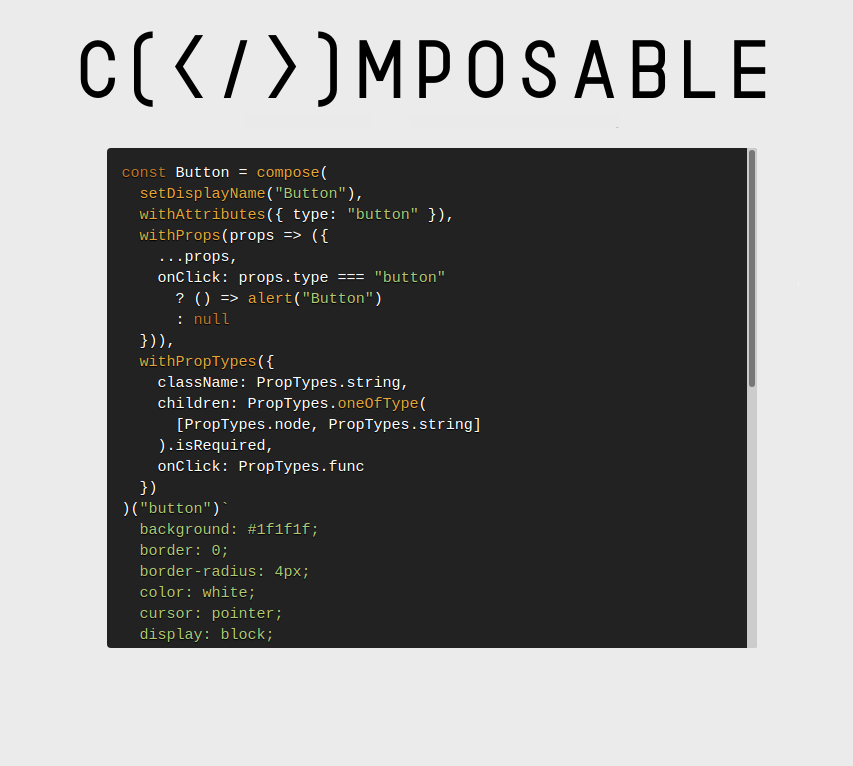 C(</>)MPOSABLE
const Button = compose(
  setDisplayName("Button"),
  withAttributes({ type: "button" }),
  withProps(props => ({
    ...props,
    onClick: props.type === "button"
      ? () => alert("Button")
      : null
  })),
  withPropTypes({
    className: PropTypes.string,
    children: PropTypes.oneOfType(
      [PropTypes.node, PropTypes.string]
    ).isRequired,
    onClick: PropTypes.func
  })
)("button")`
  background: #1f1f1f;
  border: 0;
  border-radius: 4px;
  color: white;
  cursor: pointer;
  display: block;